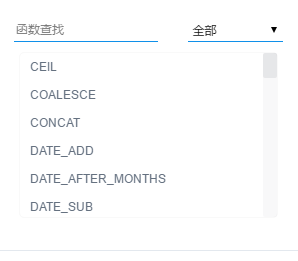 函数查找
全部
CEIL
COALESCE
CONCAT
DATE_ADD
DATE_AFTER_MONTHS
DATE_SUB